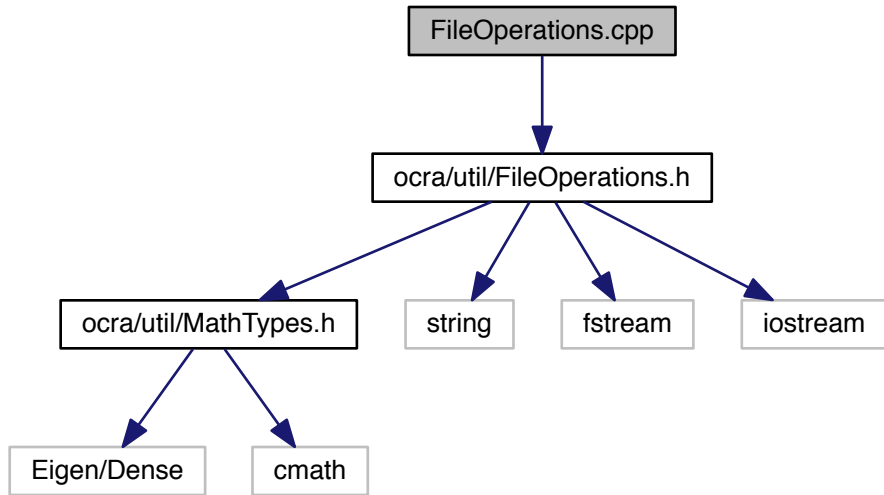 FileOperations.cpp
ocra/util/FileOperations.h
ocra/util/MathTypes.h
string
fstream
iostream
Eigen/Dense
cmath